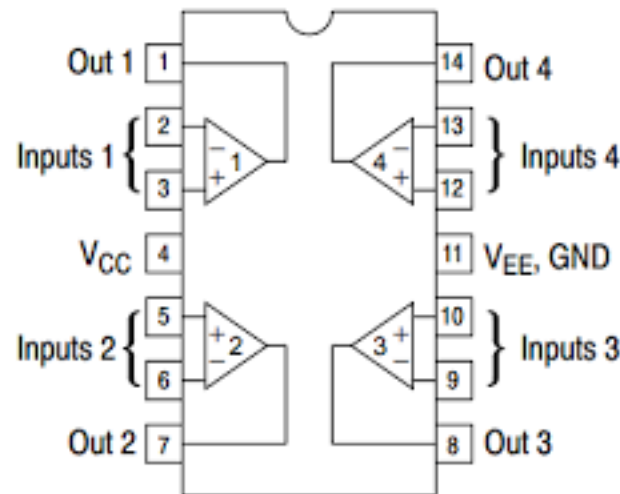 Out 1 1 14 Out 4
2 13
Inputs 1 { − 1 4 − } Inputs 4
3 + + 12
VCC 4 11 VEE, GND
5 + + 10
Inputs 2 { 2 3 } Inputs 3
6 − − 9
Out 2 7 8 Out 3